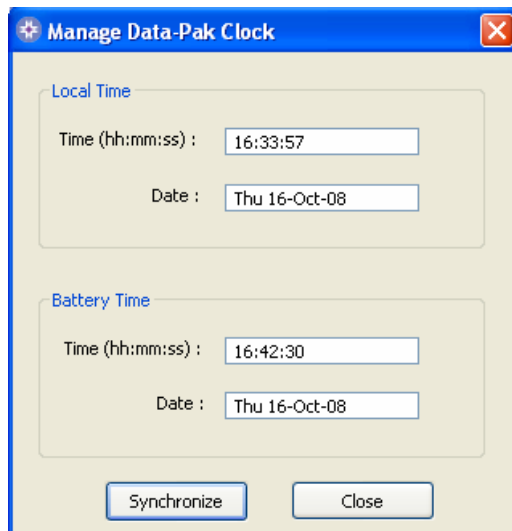 Manage Data-Pak Clock
Local Time
Time (hh:mm:ss) : 16:33:57
Date : Thu 16-Oct-08
Battery Time
Time (hh:mm:ss) : 16:42:30
Date : Thu 16-Oct-08
Synchronize Close